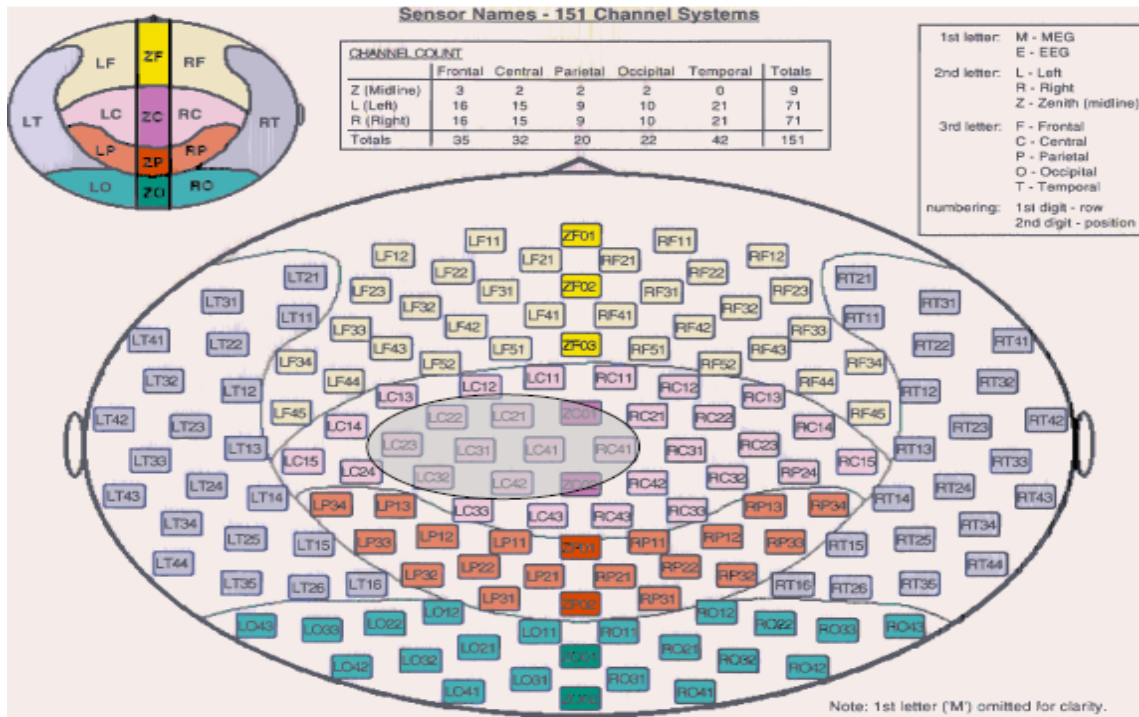 Sensor Names - 151 Channel Systems
CHANNEL COUNT
Frontal Central Parietal Occipital Temporal Totals
Z (Midline) 3 2 2 2 0 9
L (Left) 16 15 9 10 21 71
R (Right) 16 15 9 10 21 71
Totals 35 32 20 22 42 151
1st letter: M - MEG
E - EEG
2nd letter: L - Left
R - Right
Z - Zenith (midline)
3rd letter: F - Frontal
C - Central
P - Parietal
O - Occipital
T - Temporal
numbering: 1st digit - row
2nd digit - position
LF ZF RF
LC ZC RC
LT RT
LP ZP RP
LO ZO RO
LF11 ZF01 RF11
LF12 LF21 RF21 RF12
LT21 LF22 RF22 RT21
LT31 LF23 LF31 ZF02 RF31 RF23 RT31
LT11 LF32 LF41 RF41 RF32 RT11
LT41 LT22 LF33 LF42 RF42 RF33 RT22 RT41
LF43 LF51 ZF03 RF51 RF43
LF34 LF52 RF52 RF34
LT32 LT12 LF44 LC12 LC11 RC11 RC12 RF44 RT12 RT32
LC13 RC13
LT42 LT23 LF45 LC22 LC21 ZC01 RC21 RC22 RF45 RT23 RT42
LC14 RC14
LT33 LT13 LC23 LC31 LC41 RC41 RC31 RC23 RT13 RT33
LC15 RC15
LT43 LT24 LC24 LC32 LC42 RC42 RP24 RT24 RT43
LT14 LP34 LP13 LC33 LC43 RC43 RC33 RP13 RP34 RT14
LT34 RT34
LT44 LT25 LT15 LP33 LP12 LP11 ZP01 RP11 RP12 RP33 RT15 RT25 RT44
LP32 LP22 LP21 RP21 RP22 RP32
LT35 LT26 LT16 RT16 RT26 RT35
LP31 ZP02 RP31
LO43 LO33 LO22 LO12 RO12 RO22 RO33 RO43
LO11 RO11
LO42 LO32 LO21 RO21 RO32 RO42
LO41 LO31 RO31 RO41
Note: 1st letter ('M') omitted for clarity.